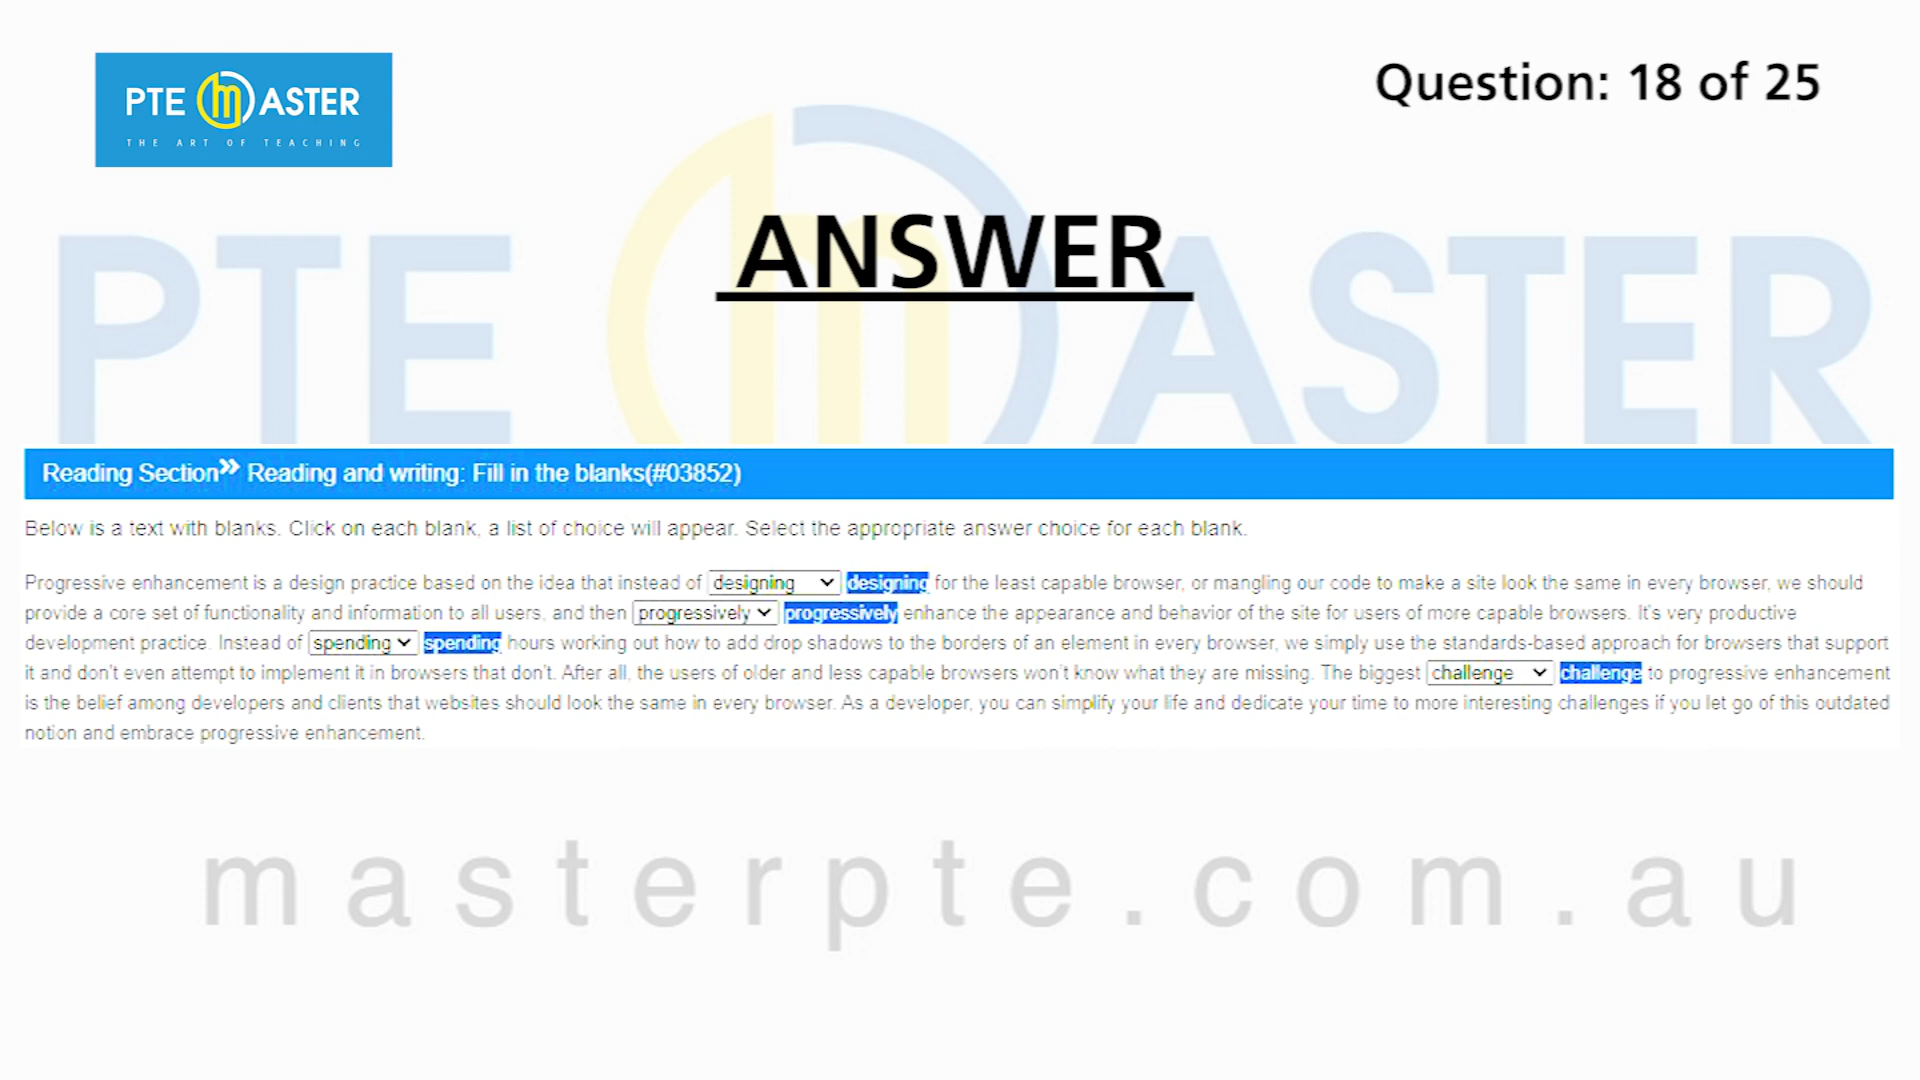 PTE MASTER
THE ART OF TEACHING
Question: 18 of 25
PTE MASTER
ANSWER
Reading Section» Reading and writing: Fill in the blanks(#03852)
Below is a text with blanks. Click on each blank, a list of choice will appear. Select the appropriate answer choice for each blank.
Progressive enhancement is a design practice based on the idea that instead of designing designing for the least capable browser, or mangling our code to make a site look the same in every browser, we should
provide a core set of functionality and information to all users, and then progressively progressively enhance the appearance and behavior of the site for users of more capable browsers. It's very productive
development practice. Instead of spending spending hours working out how to add drop shadows to the borders of an element in every browser, we simply use the standards-based approach for browsers that support
it and don't even attempt to implement it in browsers that don't. After all, the users of older and less capable browsers won't know what they are missing. The biggest challenge challenge to progressive enhancement
is the belief among developers and clients that websites should look the same in every browser. As a developer, you can simplify your life and dedicate your time to more interesting challenges if you let go of this outdated
notion and embrace progressive enhancement.
masterpte.com.au